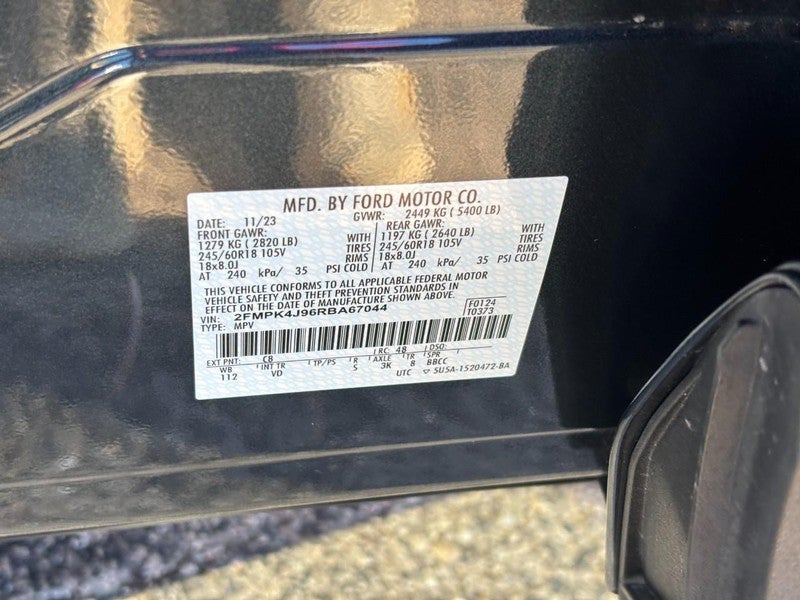 MFD. BY FORD MOTOR CO.
DATE: 11/23 GVWR: 2449 KG ( 5400 LB)
FRONT GAWR: REAR GAWR:
1279 KG ( 2820 LB) WITH 1197 KG ( 2640 LB) WITH
245/60R18 105V TIRES 245/60R18 105V TIRES
18x8.0J RIMS 18x8.0J RIMS
AT 240 kPa/ 35 PSI COLD AT 240 kPa/ 35 PSI COLD
THIS VEHICLE CONFORMS TO ALL APPLICABLE FEDERAL MOTOR
VEHICLE SAFETY AND THEFT PREVENTION STANDARDS IN
EFFECT ON THE DATE OF MANUFACTURE SHOWN ABOVE.
VIN: 2FMPK4J96RBA67044 F0124
TYPE: MPV T0373
EXT PNT: C8 RC: 48 DSO:
WB INT TR TP/PS R AXLE TR SPR
112 VD S 3K 8 BBCC
UTC ▽ 5U5A-1520472-BA